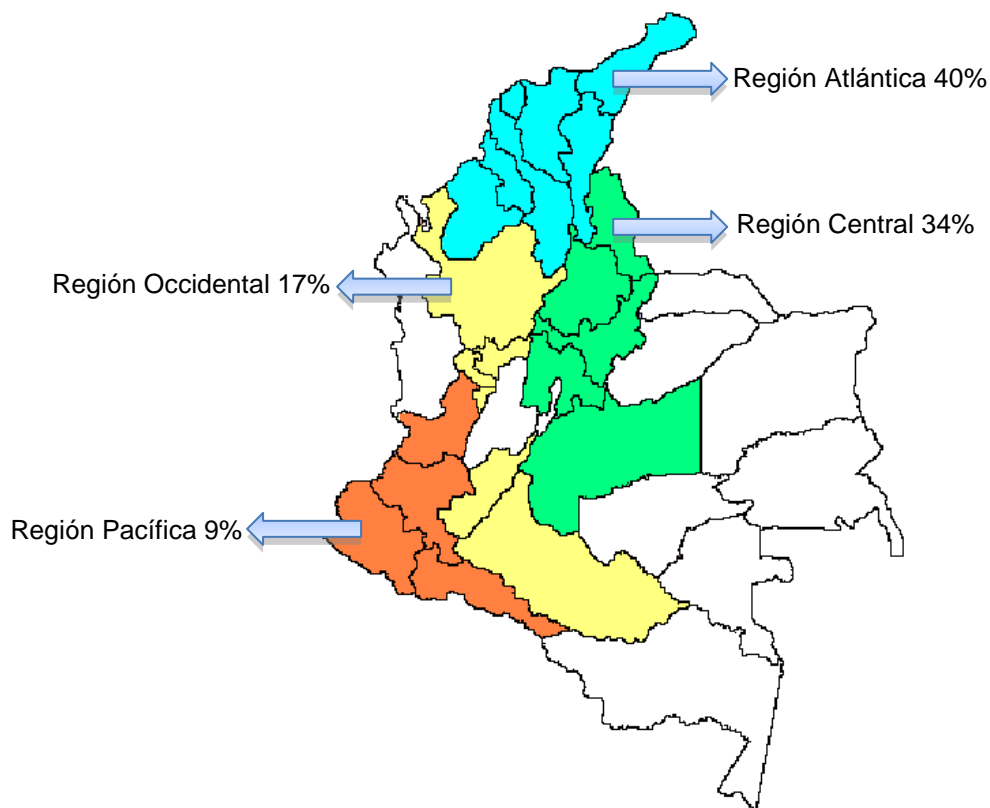 Región Atlántica 40%
Región Central 34%
Región Occidental 17%
Región Pacífica 9%